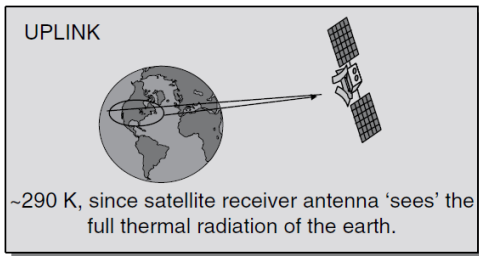 UPLINK
~290 K, since satellite receiver antenna ‘sees’ the
full thermal radiation of the earth.